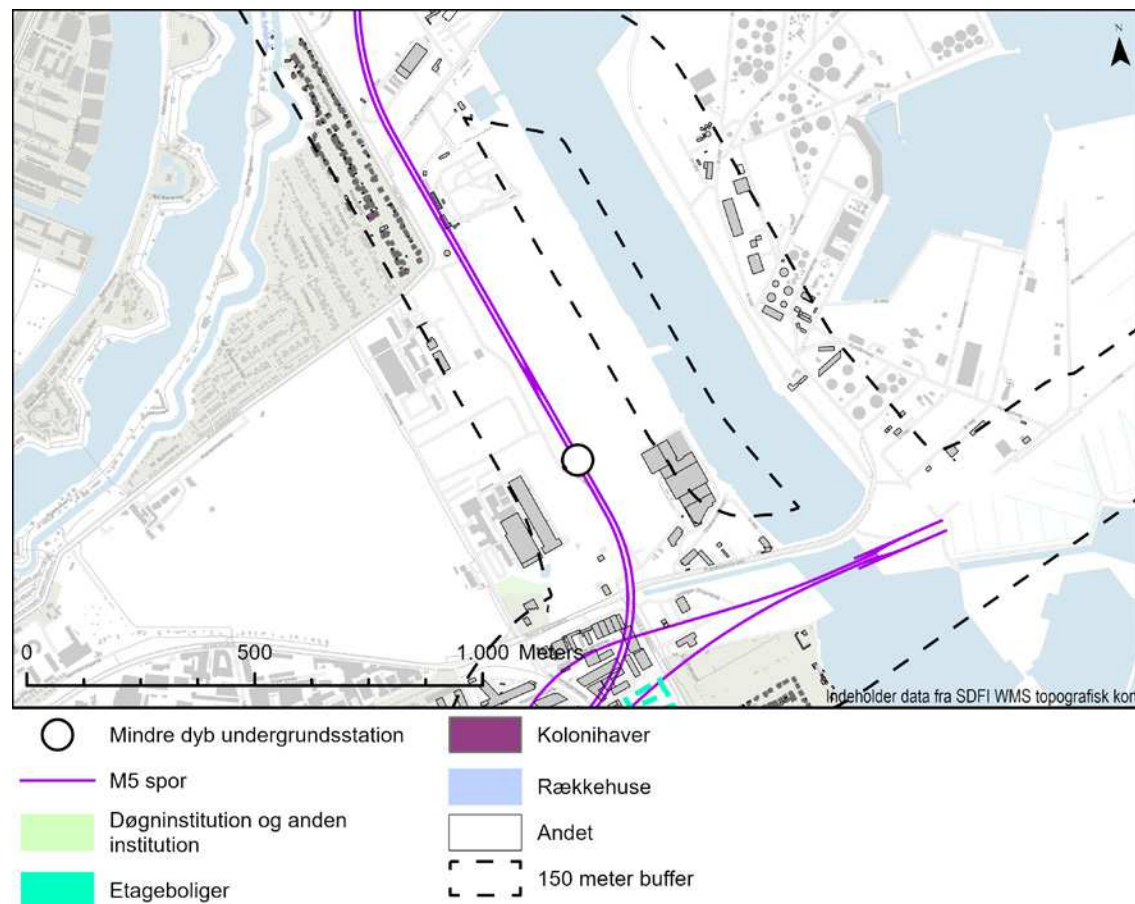 N
0
500
1.000 Meters
Indeholder data fra SDFI WMS topografisk kor
Mindre dyb undergrundsstation
M5 spor
Døgninstitution og anden
institution
Etageboliger
Kolonihaver
Rækkehuse
Andet
150 meter buffer